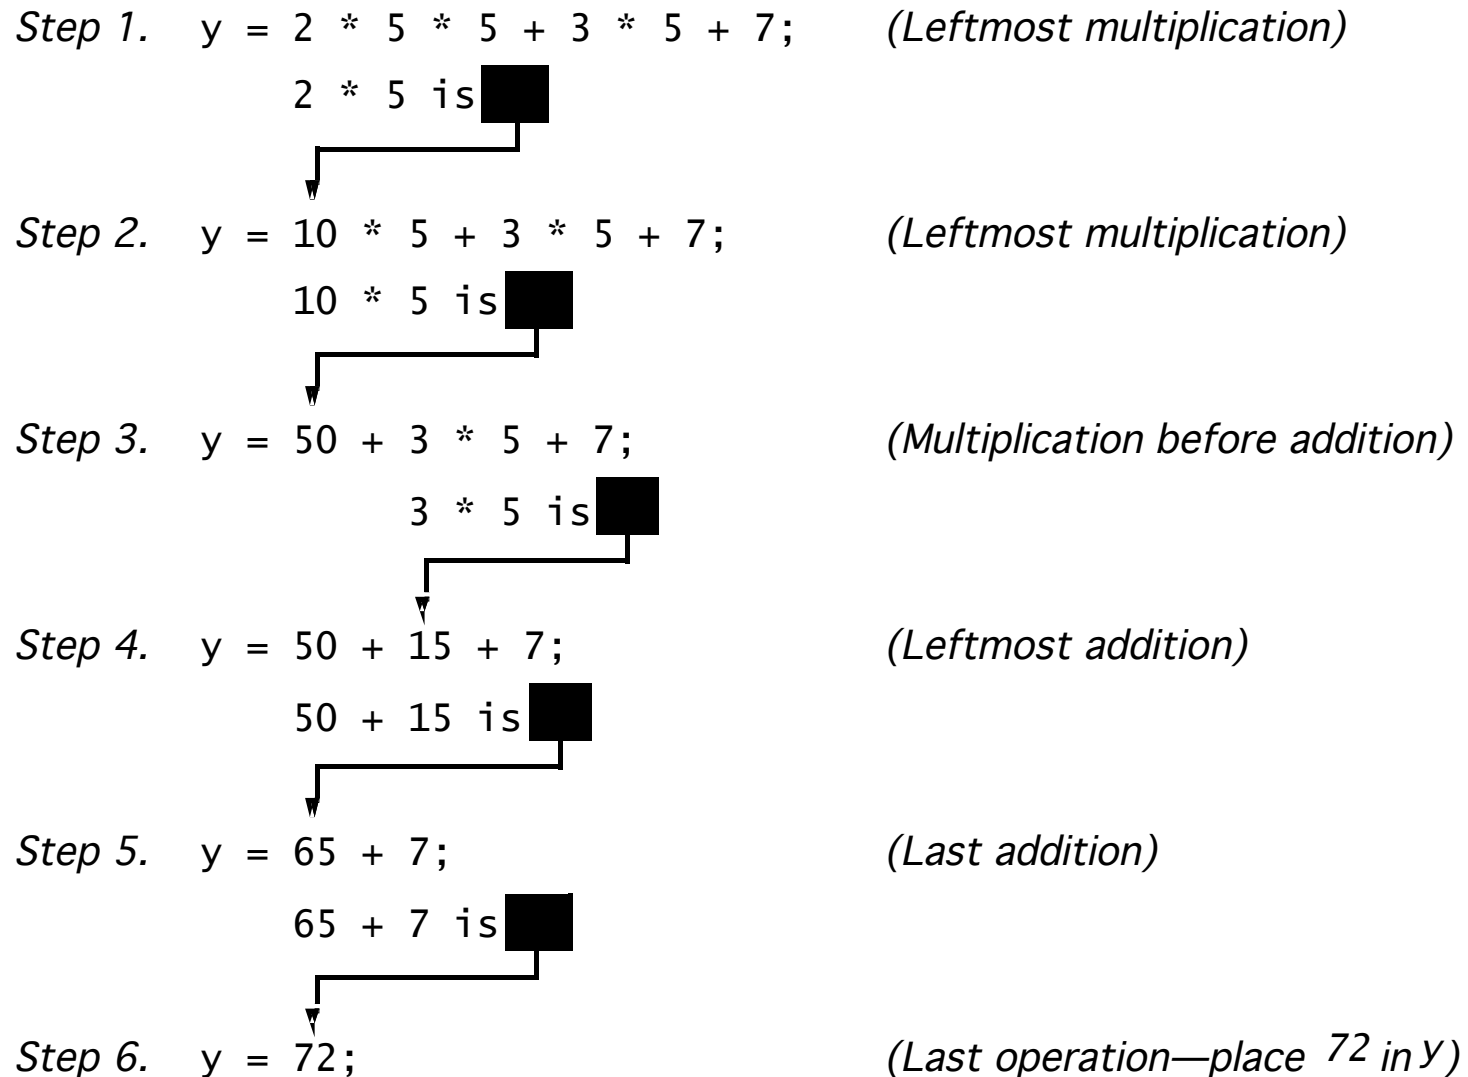 Step 1. y = 2 * 5 * 5 + 3 * 5 + 7; (Leftmost multiplication)
2 * 5 is
Step 2. y = 10 * 5 + 3 * 5 + 7; (Leftmost multiplication)
10 * 5 is
Step 3. y = 50 + 3 * 5 + 7; (Multiplication before addition)
3 * 5 is
Step 4. y = 50 + 15 + 7; (Leftmost addition)
50 + 15 is
Step 5. y = 65 + 7; (Last addition)
65 + 7 is
Step 6. y = 72; (Last operation—place 72 in y)